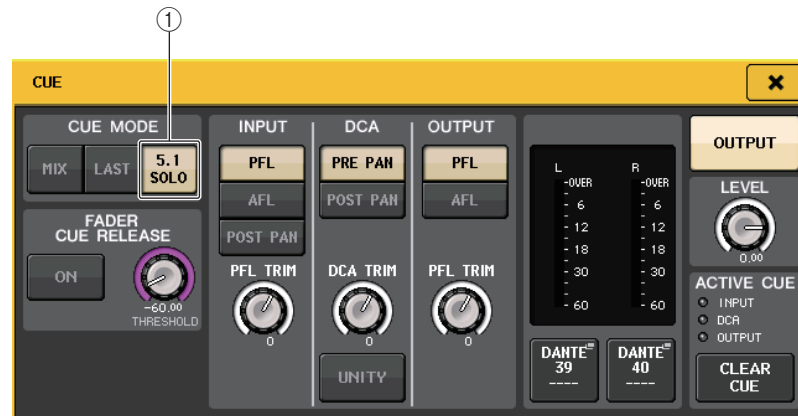 ①
CUE
CUE MODE
MIX
LAST
5.1
SOLO
FADER
CUE RELEASE
ON
-60.00
THRESHOLD
INPUT
PFL
AFL
POST PAN
PFL TRIM
0
DCA
PRE PAN
POST PAN
DCA TRIM
0
UNITY
OUTPUT
PFL
AFL
PFL TRIM
0
L R
-OVER -OVER
- 6 - 6
- 12 - 12
- 18 - 18
- 30 - 30
- 60 - 60
DANTE
39
----
DANTE
40
----
OUTPUT
LEVEL
0.00
ACTIVE CUE
INPUT
DCA
OUTPUT
CLEAR
CUE